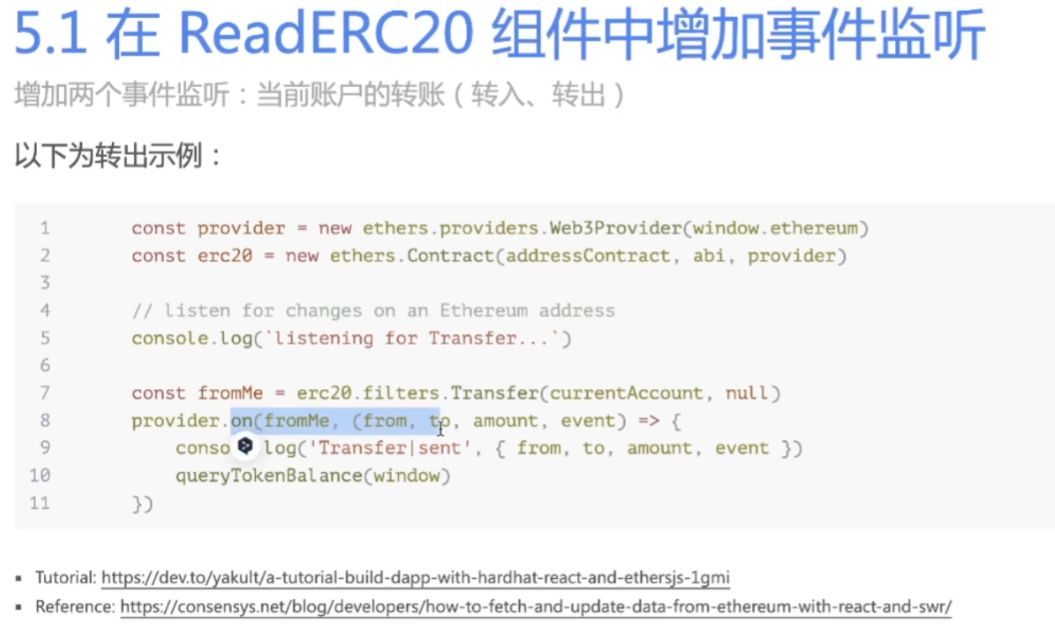 5.1 在 ReadERC20 组件中增加事件监听
增加两个事件监听：当前账户的转账（转入、转出）
以下为转出示例：
1 const provider = new ethers.providers.Web3Provider(window.ethereum)
2 const erc20 = new ethers.Contract(addressContract, abi, provider)
3
4 // listen for changes on an Ethereum address
5 console.log(`listening for Transfer...`)
6
7 const fromMe = erc20.filters.Transfer(currentAccount, null)
8 provider.on(fromMe, (from, to, amount, event) => {
9 conso log('Transfer|sent', { from, to, amount, event })
10 queryTokenBalance(window)
11 })
▪ Tutorial: https://dev.to/yakult/a-tutorial-build-dapp-with-hardhat-react-and-ethersjs-1gmi
▪ Reference: https://consensys.net/blog/developers/how-to-fetch-and-update-data-from-ethereum-with-react-and-swr/